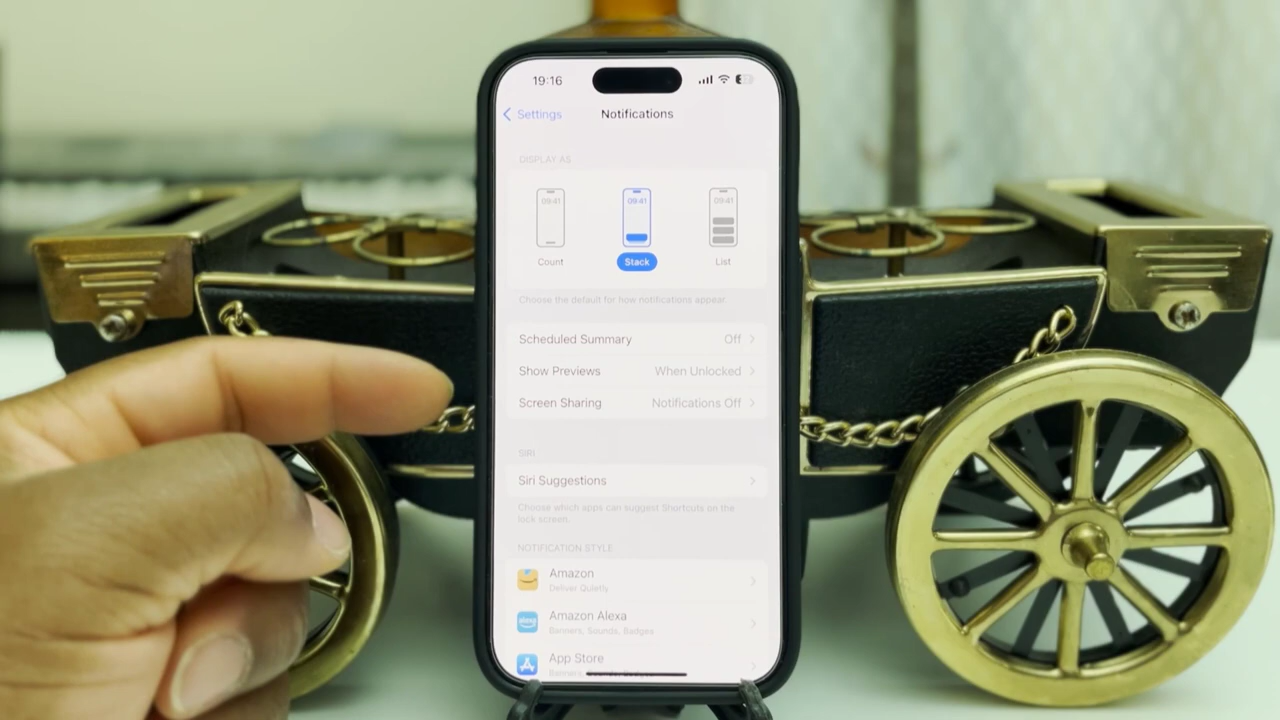 19:16
Settings
Notifications
DISPLAY AS
09:41 09:41 09:41
Count Stack List
Choose the default for how notifications appear.
Scheduled Summary Off
Show Previews When Unlocked
Screen Sharing Notifications Off
SIRI
Siri Suggestions
Choose which apps can suggest Shortcuts on the
lock screen.
NOTIFICATION STYLE
Amazon
Deliver Quietly
alexa
Amazon Alexa
Banners, Sounds, Badges
App Store